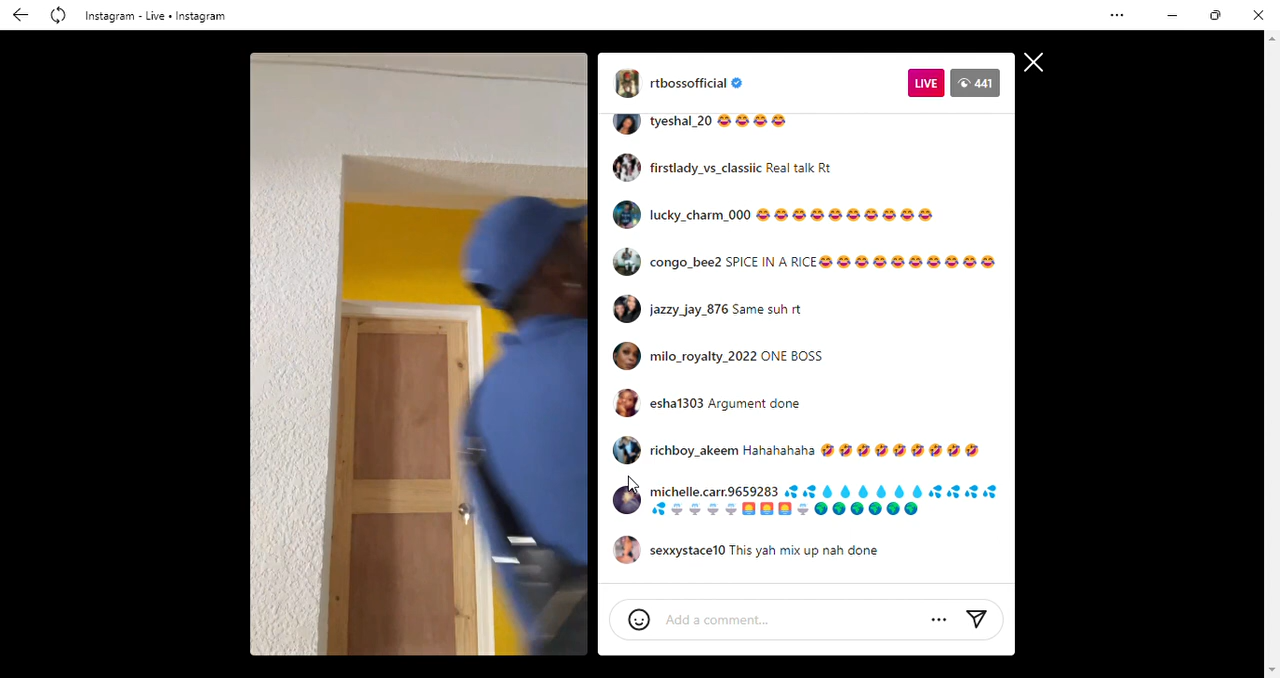 Instagram - Live • Instagram
rtbossofficial
LIVE
441
tyeshal_20 😂😂😂😂
firstlady_vs_classiic Real talk Rt
lucky_charm_000 😂😂😂😂😂😂😂😂😂😂
congo_bee2 SPICE IN A RICE😂😂😂😂😂😂😂😂😂😂
jazzy_jay_876 Same suh rt
milo_royalty_2022 ONE BOSS
esha1303 Argument done
richboy_akeem Hahahahaha 🤣🤣🤣🤣🤣🤣🤣🤣🤣
michelle.carr.9659283 💦💦💧💧💧💧💧💧💦💦💦💦
💦⛲⛲⛲⛲🌅🌅🌅⛲🌍🌍🌍🌍🌍🌍
sexxystace10 This yah mix up nah done
Add a comment...